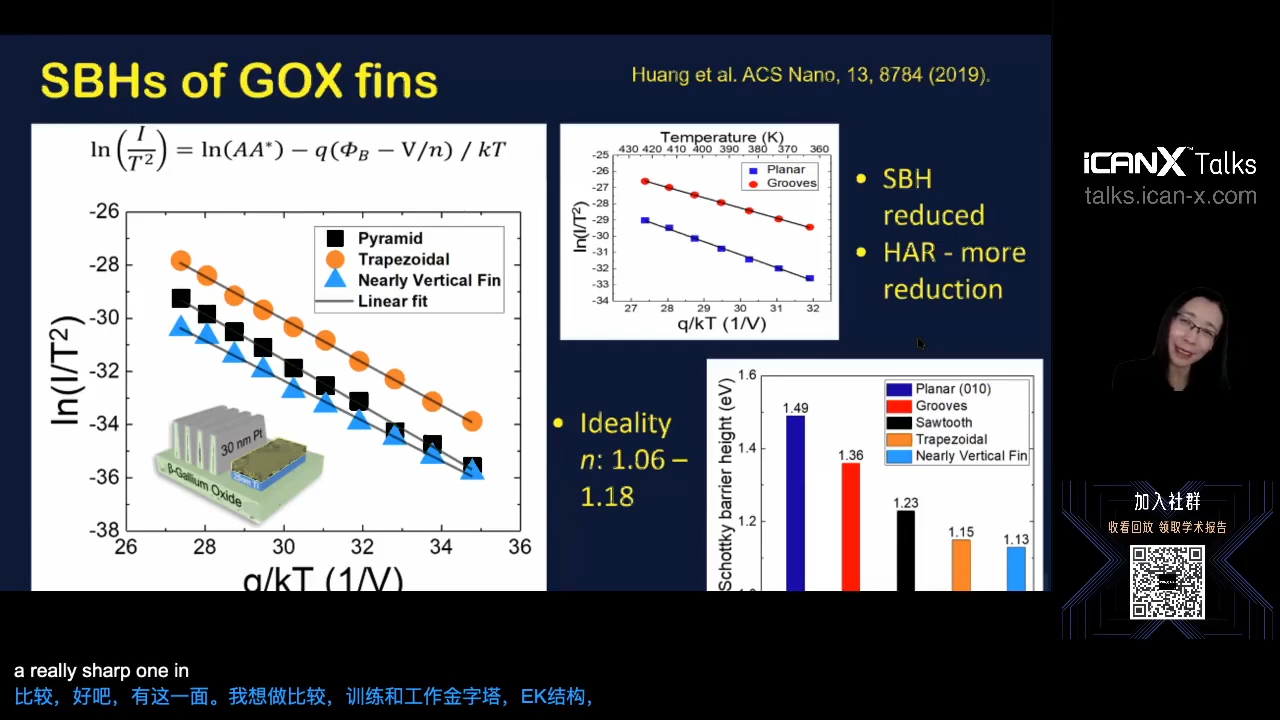 SBHs of GOX fins
Huang et al. ACS Nano, 13, 8784 (2019).
ln(I/T²) = ln(AA*) − q(Φ_B − V/n) / kT
-26
-28
-30
-32
-34
-36
-38
ln(I/T²)
Pyramid
Trapezoidal
Nearly Vertical Fin
Linear fit
30 nm Pt
β-Gallium Oxide
26 28 30 32 34 36
q/kT (1/V)
Temperature (K)
430 420 410 400 390 380 370 360
-25
-26
-27
-28
-29
-30
-31
-32
-33
-34
ln(I/T²)
Planar
Grooves
27 28 29 30 31 32
q/kT (1/V)
• SBH
reduced
• HAR - more
reduction
• Ideality
n: 1.06 –
1.18
Schottky barrier height (eV)
1.6
1.4
1.2
1.49
1.36
1.23
1.15
1.13
Planar (010)
Grooves
Sawtooth
Trapezoidal
Nearly Vertical Fin
iCANX™ Talks
talks.ican-x.com
加入社群
收看回放 领取学术报告
a really sharp one in
比较，好吧，有这一面。我想做比较，训练和工作金字塔，EK结构，